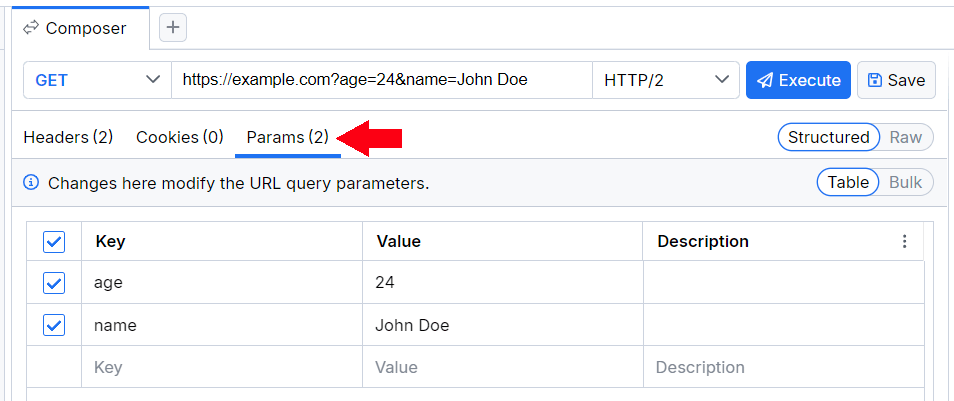 Composer
GET https://example.com?age=24&name=John Doe HTTP/2 Execute Save
Headers (2) Cookies (0) Params (2) Structured Raw
Changes here modify the URL query parameters. Table Bulk
Key Value Description
age 24
name John Doe
Key Value Description